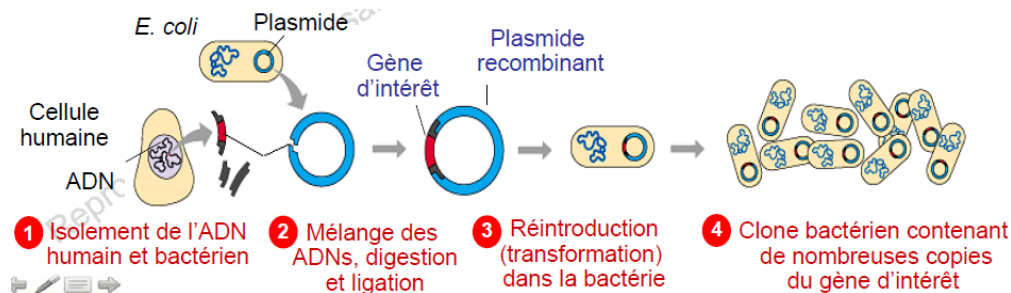 E. coli
Plasmide
Cellule
humaine
ADN
Gène
d'intérêt
Plasmide
recombinant
1 Isolement de l'ADN
humain et bactérien
2 Mélange des
ADNs, digestion
et ligation
3 Réintroduction
(transformation)
dans la bactérie
4 Clone bactérien contenant
de nombreuses copies
du gène d'intérêt